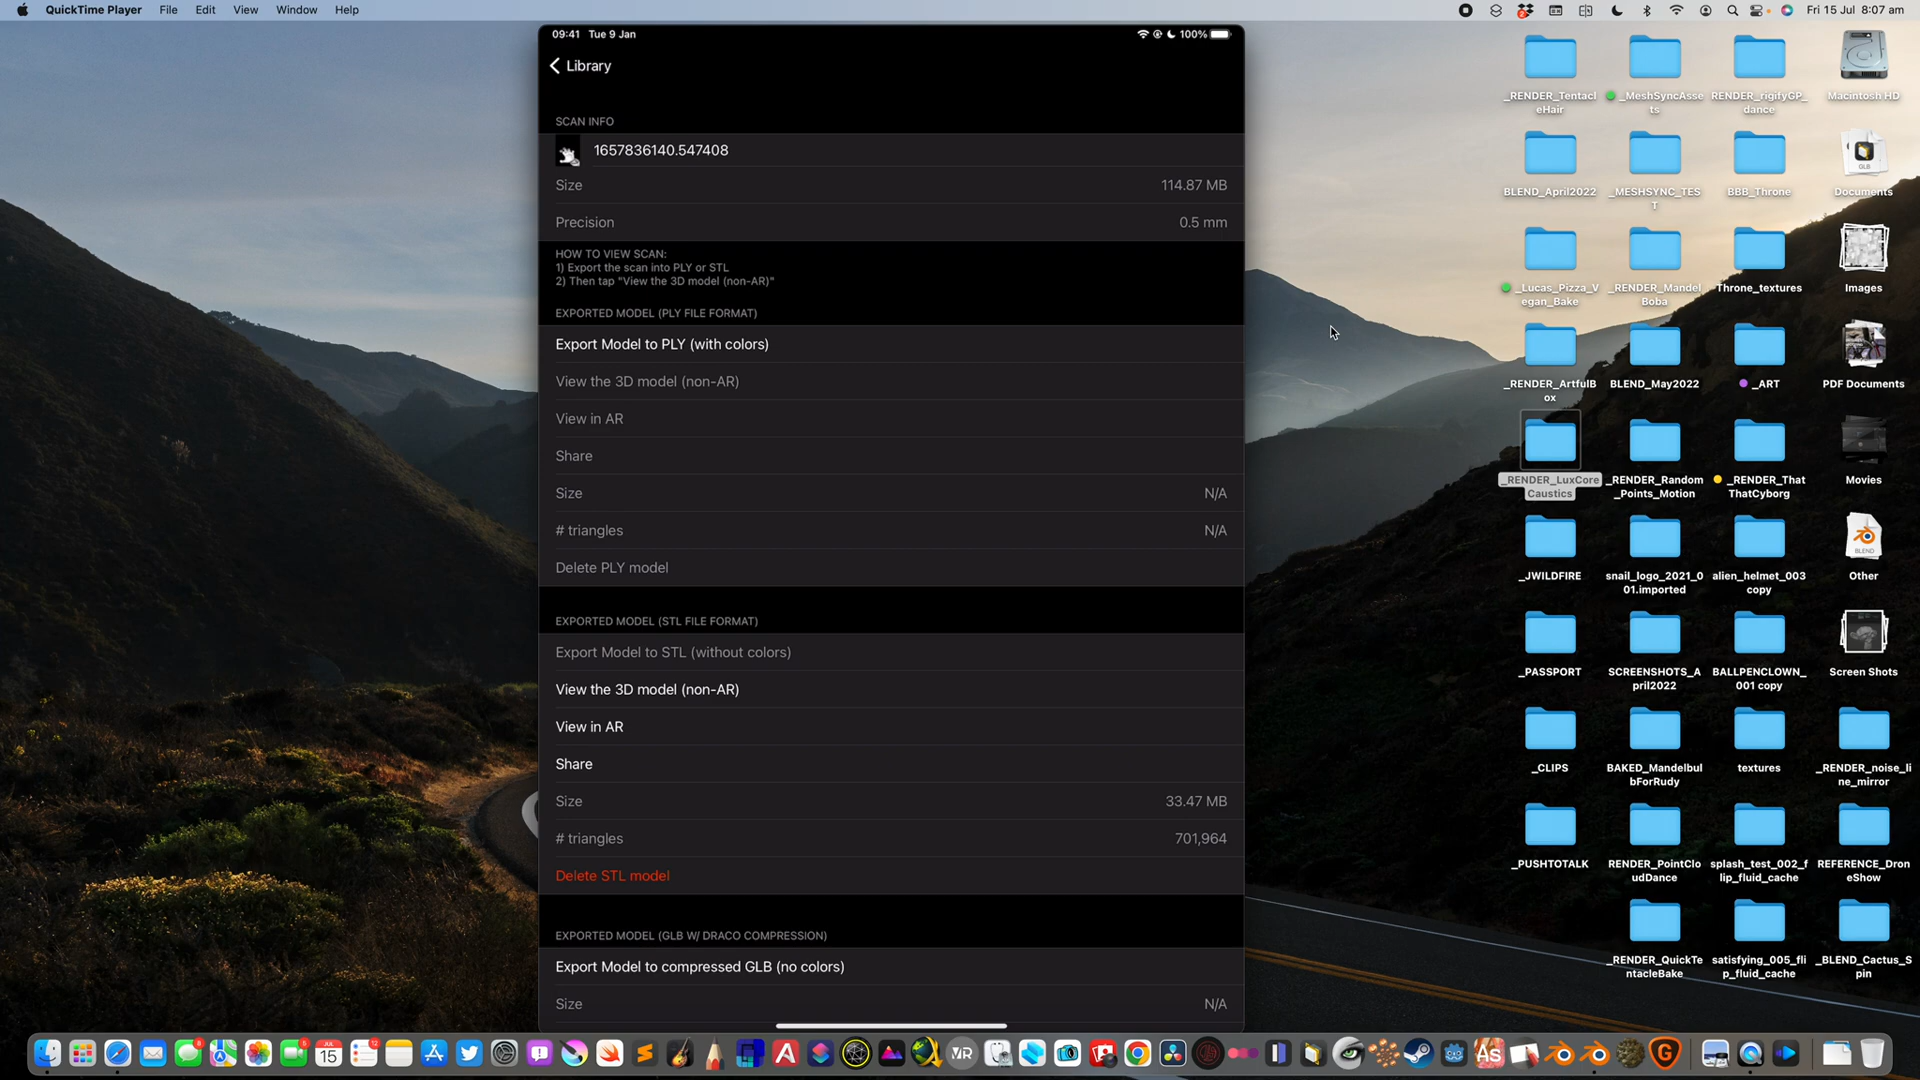 QuickTime Player File Edit View Window Help
Fri 15 Jul 8:07 am
09:41 Tue 9 Jan
100%
Library
SCAN INFO
1657836140.547408
Size 114.87 MB
Precision 0.5 mm
HOW TO VIEW SCAN:
1) Export the scan into PLY or STL
2) Then tap "View the 3D model (non-AR)"
EXPORTED MODEL (PLY FILE FORMAT)
Export Model to PLY (with colors)
View the 3D model (non-AR)
View in AR
Share
Size N/A
# triangles N/A
Delete PLY model
EXPORTED MODEL (STL FILE FORMAT)
Export Model to STL (without colors)
View the 3D model (non-AR)
View in AR
Share
Size 33.47 MB
# triangles 701,964
Delete STL model
EXPORTED MODEL (GLB W/ DRACO COMPRESSION)
Export Model to compressed GLB (no colors)
Size N/A
_RENDER_Tentacl
eHair
_MeshSyncAsse
ts
RENDER_rigifyGP_
dance
Macintosh HD
BLEND_April2022
_MESHSYNC_TES
T
BBB_Throne
GLB
Documents
_Lucas_Pizza_V
egan_Bake
_RENDER_Mandel
Boba
Throne_textures
Images
_RENDER_ArtfulB
ox
BLEND_May2022
_ART
PDF Documents
_RENDER_LuxCore
Caustics
_RENDER_Random
_Points_Motion
_RENDER_That
ThatCyborg
Movies
_JWILDFIRE
snail_logo_2021_0
01.imported
alien_helmet_003
copy
BLEND
Other
_PASSPORT
SCREENSHOTS_A
pril2022
BALLPENCLOWN_
001 copy
Screen Shots
_CLIPS
BAKED_Mandelbul
bForRudy
textures
_RENDER_noise_li
ne_mirror
_PUSHTOTALK
RENDER_PointClo
udDance
splash_test_002_f
lip_fluid_cache
REFERENCE_Dron
eShow
_RENDER_QuickTe
ntacleBake
satisfying_005_fli
p_fluid_cache
_BLEND_Cactus_S
pin
JUL
15
VR
As